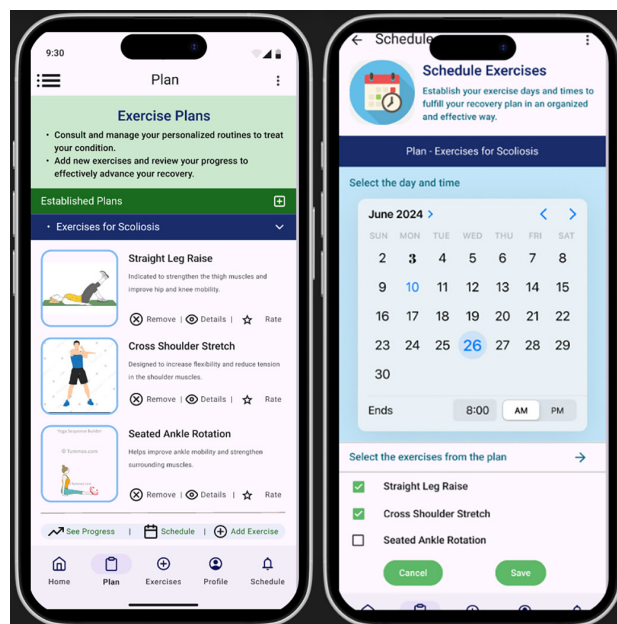 9:30
Plan
Exercise Plans
• Consult and manage your personalized routines to treat
your condition.
• Add new exercises and review your progress to
effectively advance your recovery.
Established Plans
• Exercises for Scoliosis
Straight Leg Raise
Indicated to strengthen the thigh muscles and
improve hip and knee mobility.
Remove | Details | Rate
Cross Shoulder Stretch
Designed to increase flexibility and reduce tension
in the shoulder muscles.
Remove | Details | Rate
Yoga Sequence Builder
© Tummee.com
Seated Ankle Rotation
Helps improve ankle mobility and strengthen
surrounding muscles.
Remove | Details | Rate
See Progress | Schedule | Add Exercise
Home Plan Exercises Profile Schedule
Schedule
Schedule Exercises
Establish your exercise days and times to
fulfill your recovery plan in an organized
and effective way.
Plan - Exercises for Scoliosis
Select the day and time
June 2024 >
SUN MON TUE WED THU FRI SAT
2 3 4 5 6 7 8
9 10 11 12 13 14 15
16 17 18 19 20 21 22
23 24 25 26 27 28 29
30
Ends 8:00 AM PM
Select the exercises from the plan
Straight Leg Raise
Cross Shoulder Stretch
Seated Ankle Rotation
Cancel Save